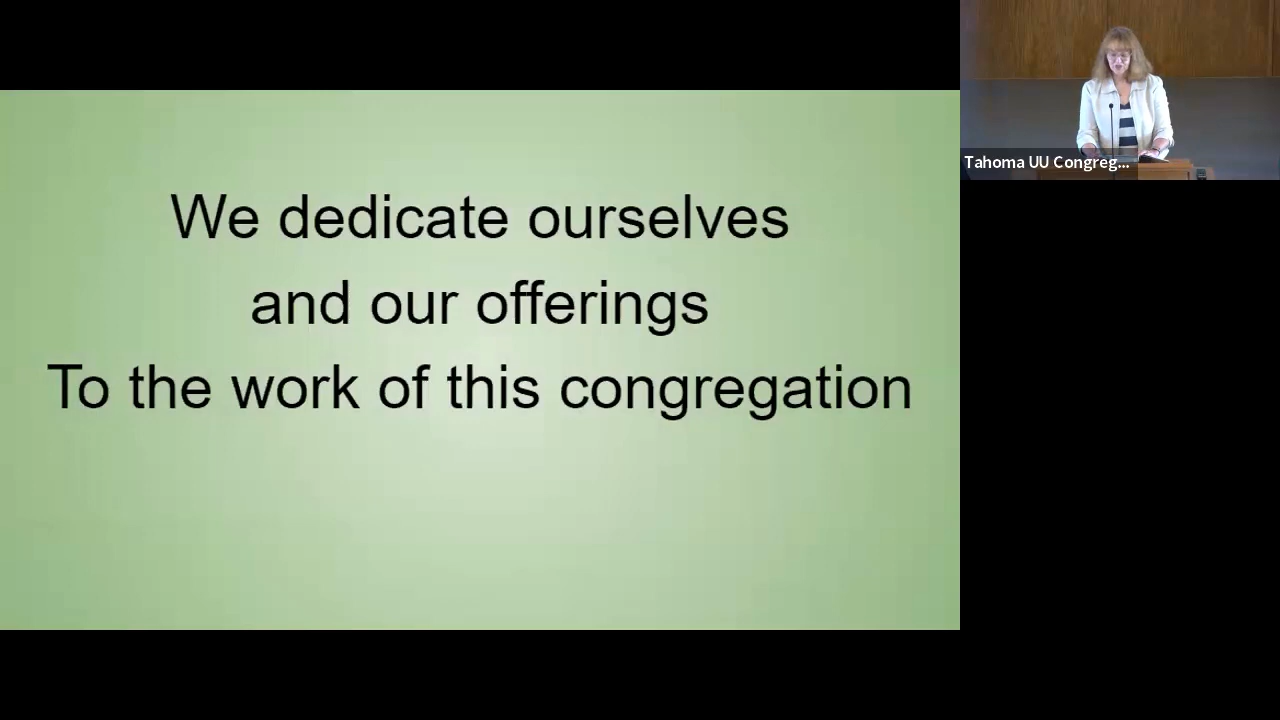 We dedicate ourselves
and our offerings
To the work of this congregation
Tahoma UU Congreg...